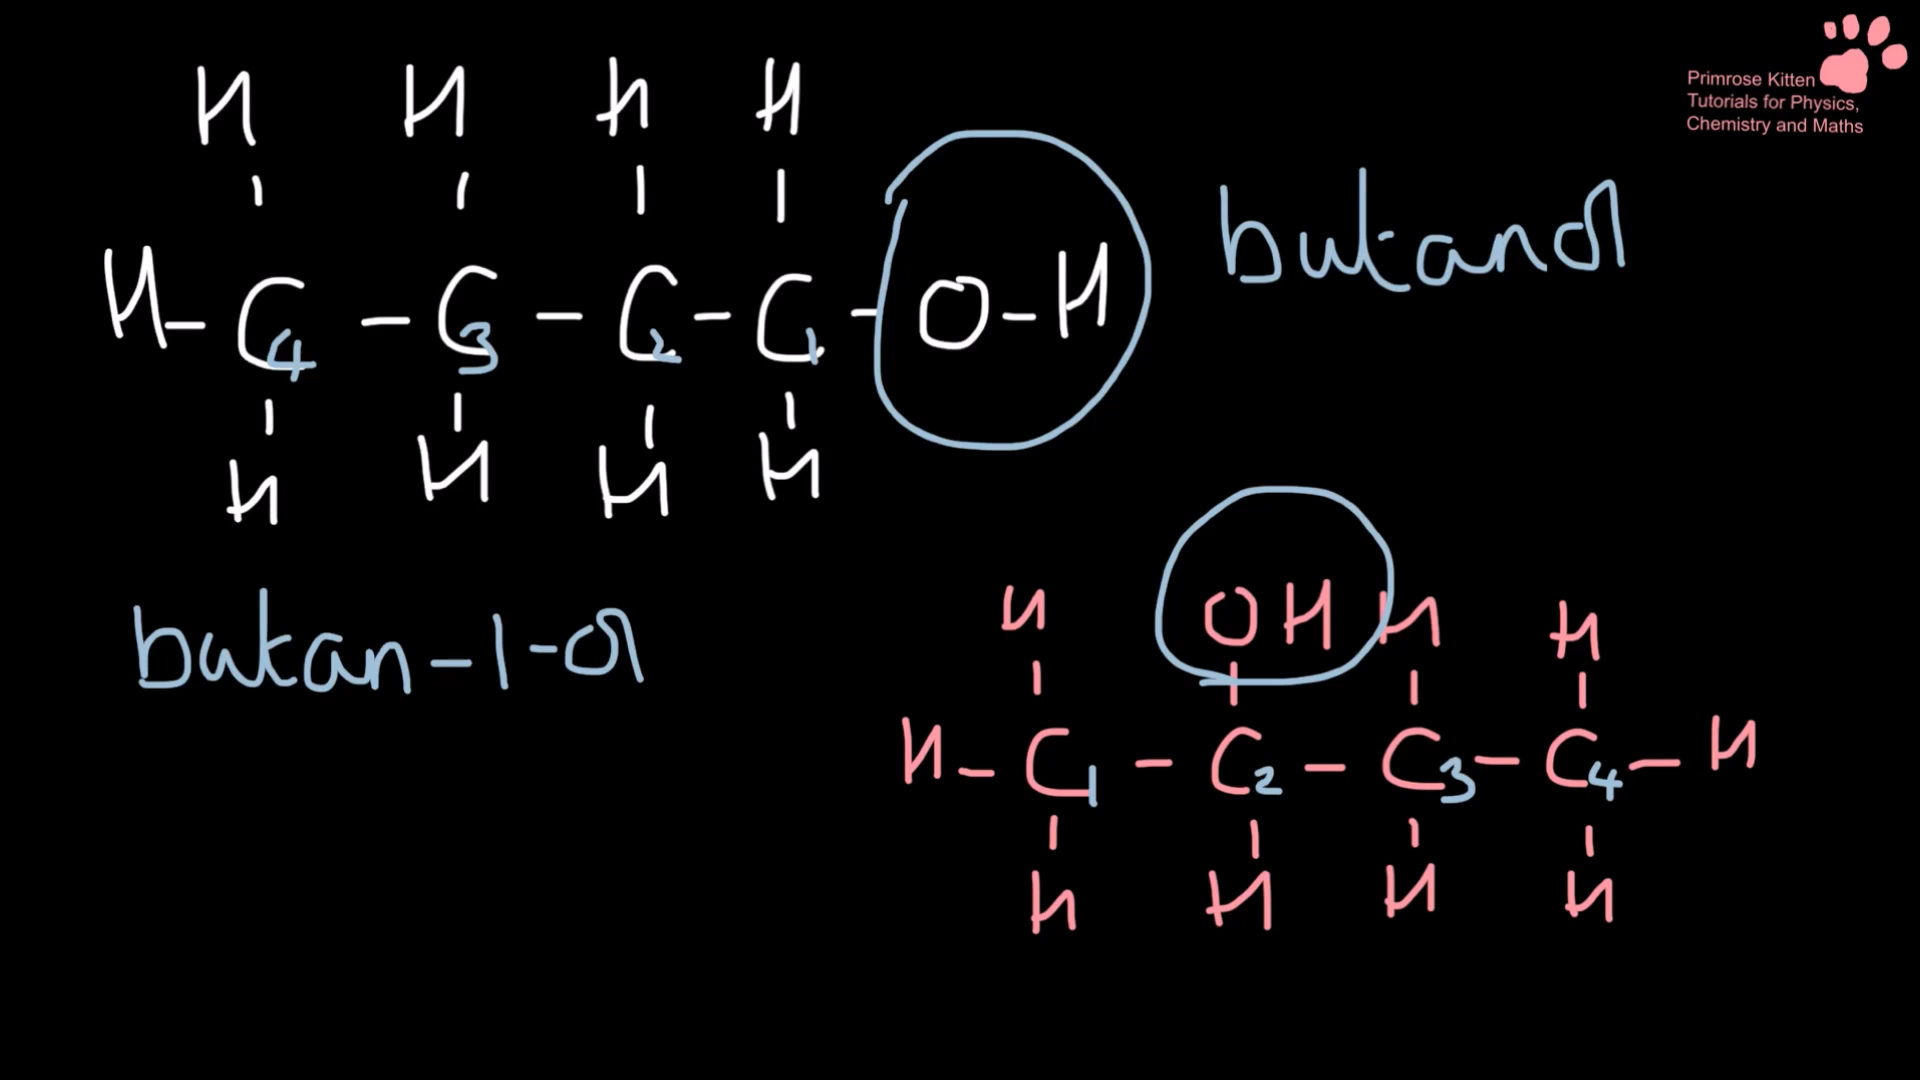 Primrose Kitten
Tutorials for Physics,
Chemistry and Maths
H H H H
H-C4-C3-C2-C1-O-H
H H H H
butanol
butan-1-ol
H OH H H
H-C1-C2-C3-C4-H
H H H H